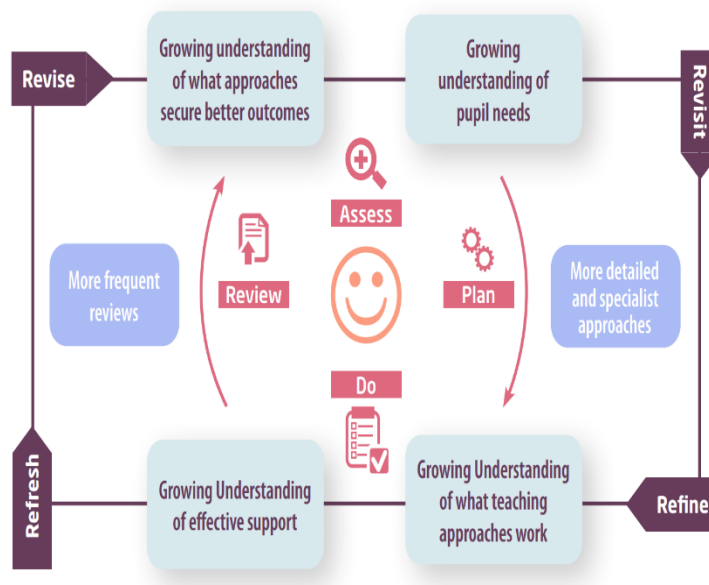 Revise
Growing understanding
of what approaches
secure better outcomes
Growing
understanding of
pupil needs
Revisit
Assess
More frequent
reviews
Review
Plan
More detailed
and specialist
approaches
Do
Refresh
Growing Understanding
of effective support
Growing Understanding
of what teaching
approaches work
Refine